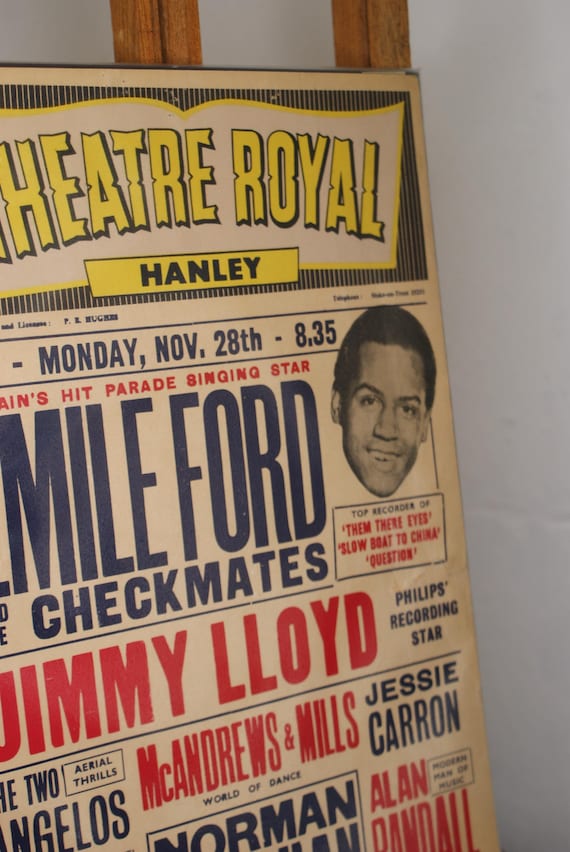 HEATRE ROYAL
HANLEY
Telephone: Stoke-on-Trent
and Licensee: P. E. HUGHES
- MONDAY, NOV. 28th - 8.35
AIN'S HIT PARADE SINGING STAR
MILE FORD
CHECKMATES
TOP RECORDER OF
'THEM THERE EYES'
'SLOW BOAT TO CHINA'
'QUESTION'
JIMMY LLOYD
PHILIPS'
RECORDING
STAR
HE TWO
ANGELOS
AERIAL
THRILLS
McANDREWS & MILLS
WORLD OF DANCE
JESSIE
CARRON
NORMAN
ALAN
RANDALL
MODERN
MAN OF
MUSIC